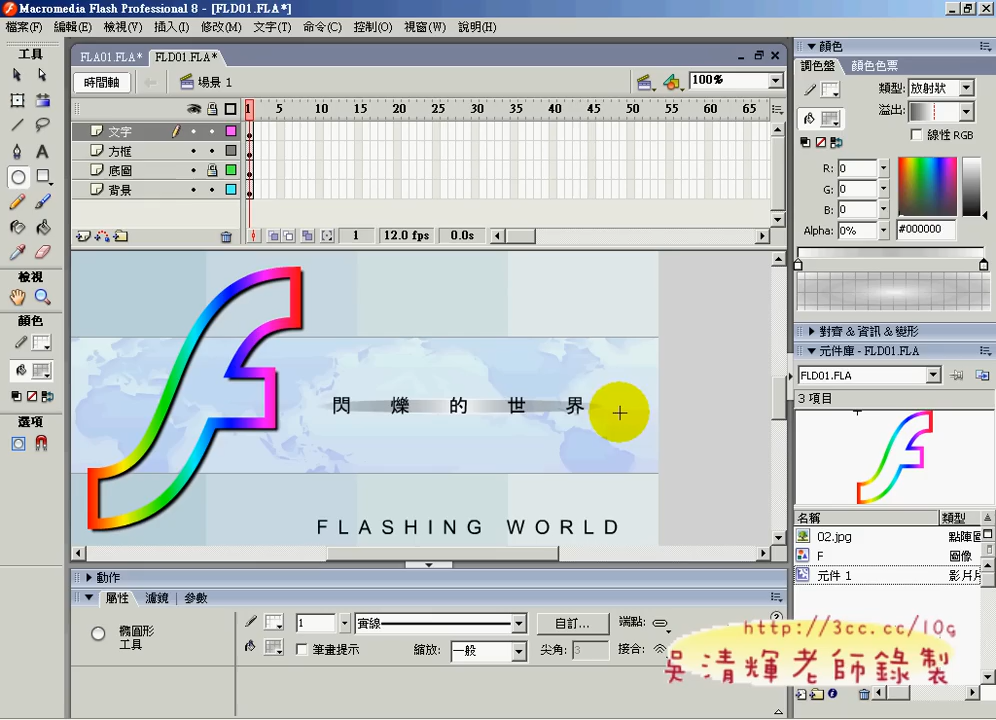 Macromedia Flash Professional 8 - [FLD01.FLA*]
檔案(F) 編輯(E) 檢視(V) 插入(I) 修改(M) 文字(T) 命令(C) 控制(O) 視窗(W) 說明(H)
工具
FLA01.FLA* FLD01.FLA*
時間軸 場景 1 100%
1 5 10 15 20 25 30 35 40 45 50 55 60 65
文字
方框
底圖
背景
1 12.0 fps 0.0s
檢視
顏色
選項
閃 爍 的 世 界
FLASHING WORLD
動作
屬性 濾鏡 參數
橢圓形
工具
1 實線 自訂... 端點:
筆畫提示 縮放: 一般 尖角: 3 接合:
顏色
調色盤 顏色色票
類型: 放射狀
溢出:
線性 RGB
R: 0
G: 0
B: 0
Alpha: 0% #000000
對齊 & 資訊 & 變形
元件庫 - FLD01.FLA
FLD01.FLA
3 項目
名稱 類型
02.jpg 點陣圖
F 圖像
元件 1 影片片
http://3cc.cc/10g
吳清輝老師錄製